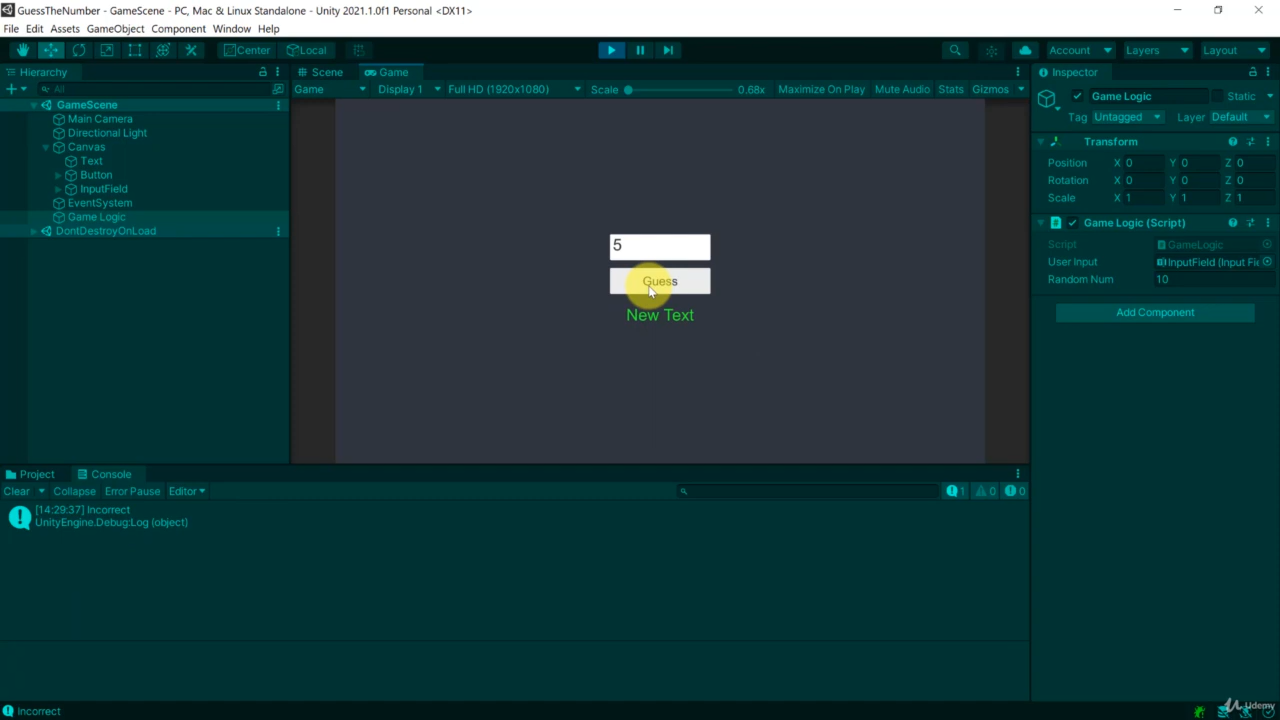 GuessTheNumber - GameScene - PC, Mac & Linux Standalone - Unity 2021.1.0f1 Personal <DX11>
File Edit Assets GameObject Component Window Help
Center Local Account Layers Layout
Hierarchy
All
GameScene
Main Camera
Directional Light
Canvas
Text
Button
InputField
EventSystem
Game Logic
DontDestroyOnLoad
Scene Game
Game Display 1 Full HD (1920x1080) Scale 0.68x Maximize On Play Mute Audio Stats Gizmos
5
Guess
New Text
Inspector
Game Logic Static
Tag Untagged Layer Default
Transform
Position X 0 Y 0 Z 0
Rotation X 0 Y 0 Z 0
Scale X 1 Y 1 Z 1
Game Logic (Script)
Script GameLogic
User Input InputField (Input Fie
Random Num 10
Add Component
Project Console
Clear Collapse Error Pause Editor 1 0 0
[14:29:37] Incorrect
UnityEngine.Debug:Log (object)
Incorrect
Udemy